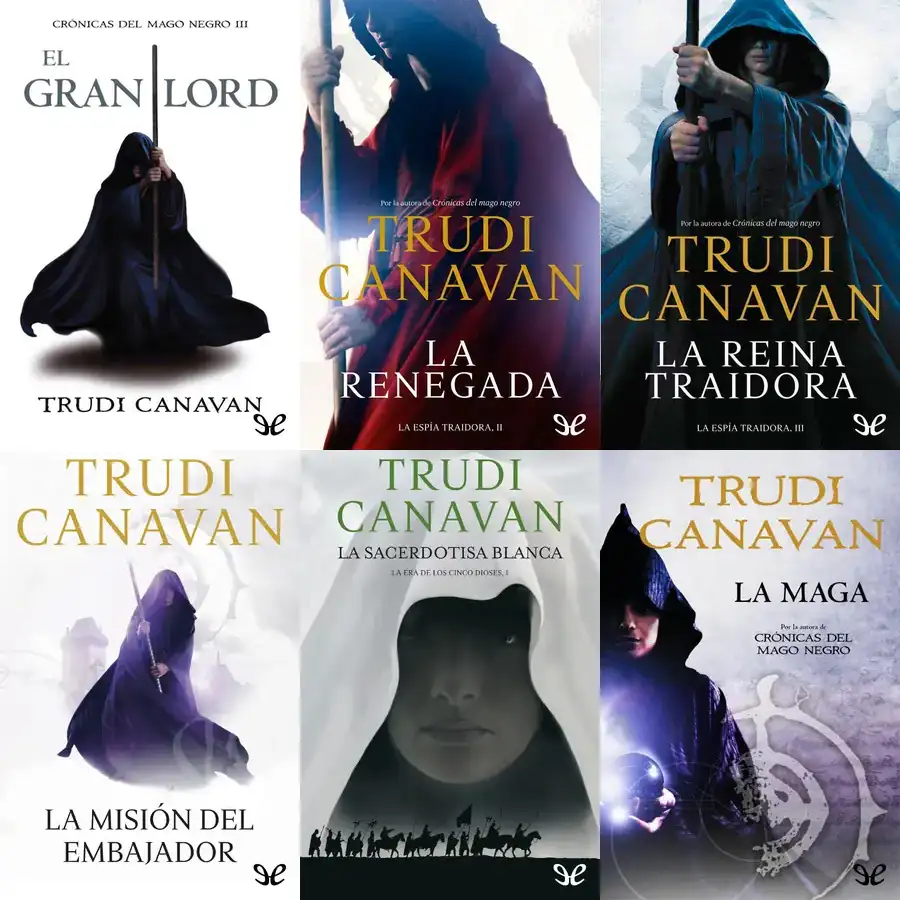 CRÓNICAS DEL MAGO NEGRO III
EL
GRAN LORD
TRUDI CANAVAN
Por la autora de Crónicas del mago negro
TRUDI
CANAVAN
LA
RENEGADA
LA ESPÍA TRAIDORA, II
Por la autora de Crónicas del mago negro
TRUDI
CANAVAN
LA REINA
TRAIDORA
LA ESPÍA TRAIDORA, III
TRUDI
CANAVAN
LA MISIÓN DEL
EMBAJADOR
TRUDI
CANAVAN
LA SACERDOTISA BLANCA
LA ERA DE LOS CINCO DIOSES, I
TRUDI
CANAVAN
LA MAGA
Por la autora de
CRÓNICAS DEL
MAGO NEGRO